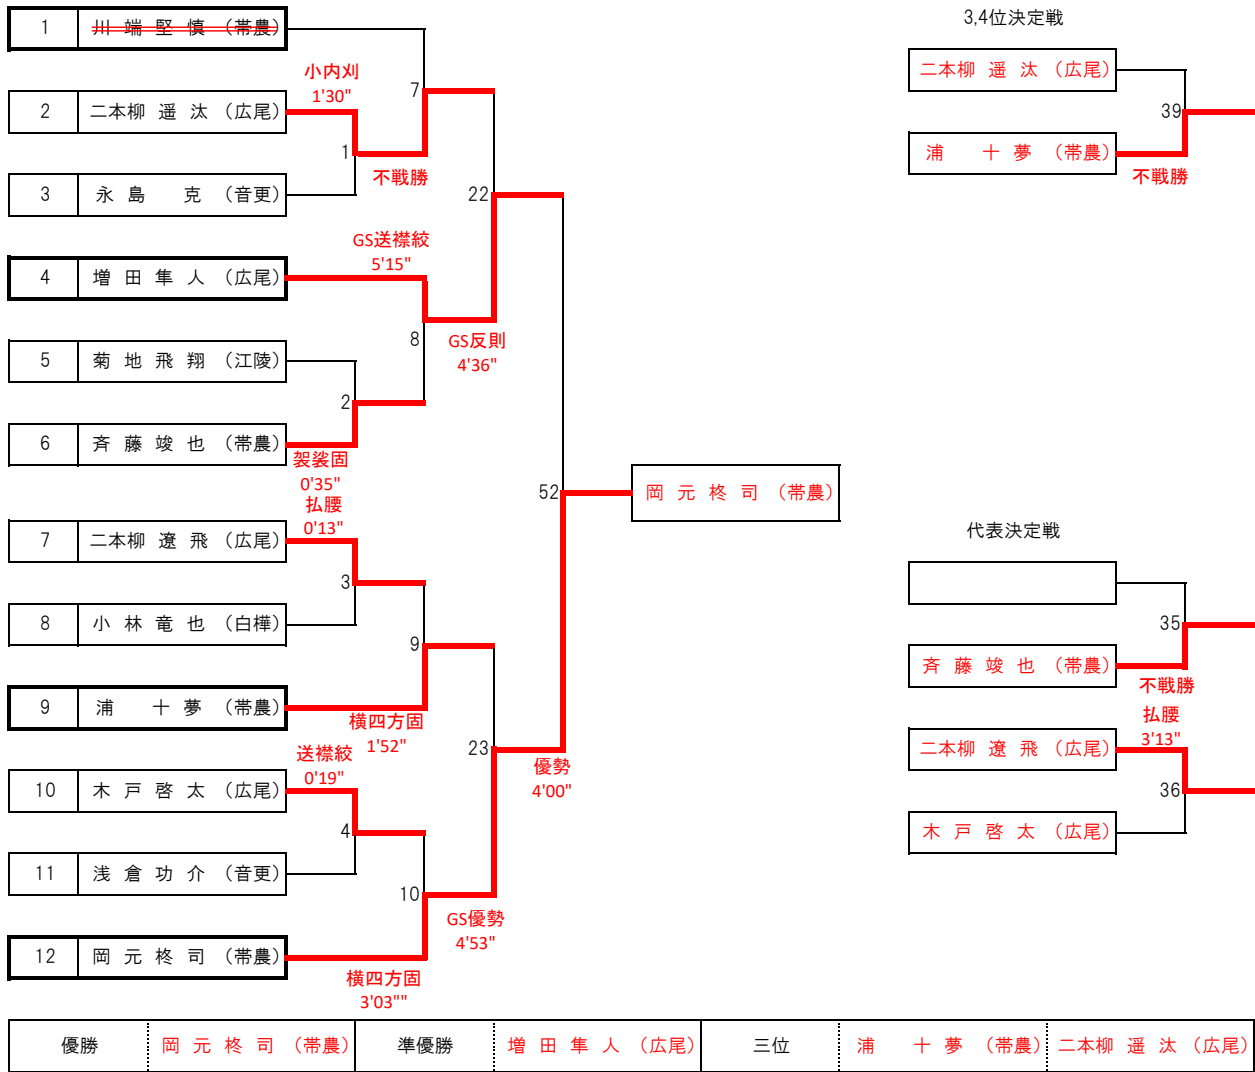 1 川端堅慎（帯農）
2 二本柳遥汰（広尾）
3 永島克（音更）
4 増田隼人（広尾）
5 菊地飛翔（江陵）
6 斉藤竣也（帯農）
7 二本柳遼飛（広尾）
8 小林竜也（白樺）
9 浦十夢（帯農）
10 木戸啓太（広尾）
11 浅倉功介（音更）
12 岡元柊司（帯農）
小内刈
1'30"
1
7
不戦勝
GS送襟絞
5'15"
8
2
袈裟固
0'35"
払腰
0'13"
3
9
横四方固
1'52"
送襟絞
0'19"
4
10
横四方固
3'03""
22
GS反則
4'36"
23
GS優勢
4'53"
52
優勢
4'00"
岡元柊司（帯農）
3,4位決定戦
二本柳遥汰（広尾）
39
浦十夢（帯農）
不戦勝
代表決定戦
35
斉藤竣也（帯農）
不戦勝
払腰
3'13"
二本柳遼飛（広尾）
36
木戸啓太（広尾）
優勝 岡元柊司（帯農） 準優勝 増田隼人（広尾） 三位 浦十夢（帯農） 二本柳遥汰（広尾）